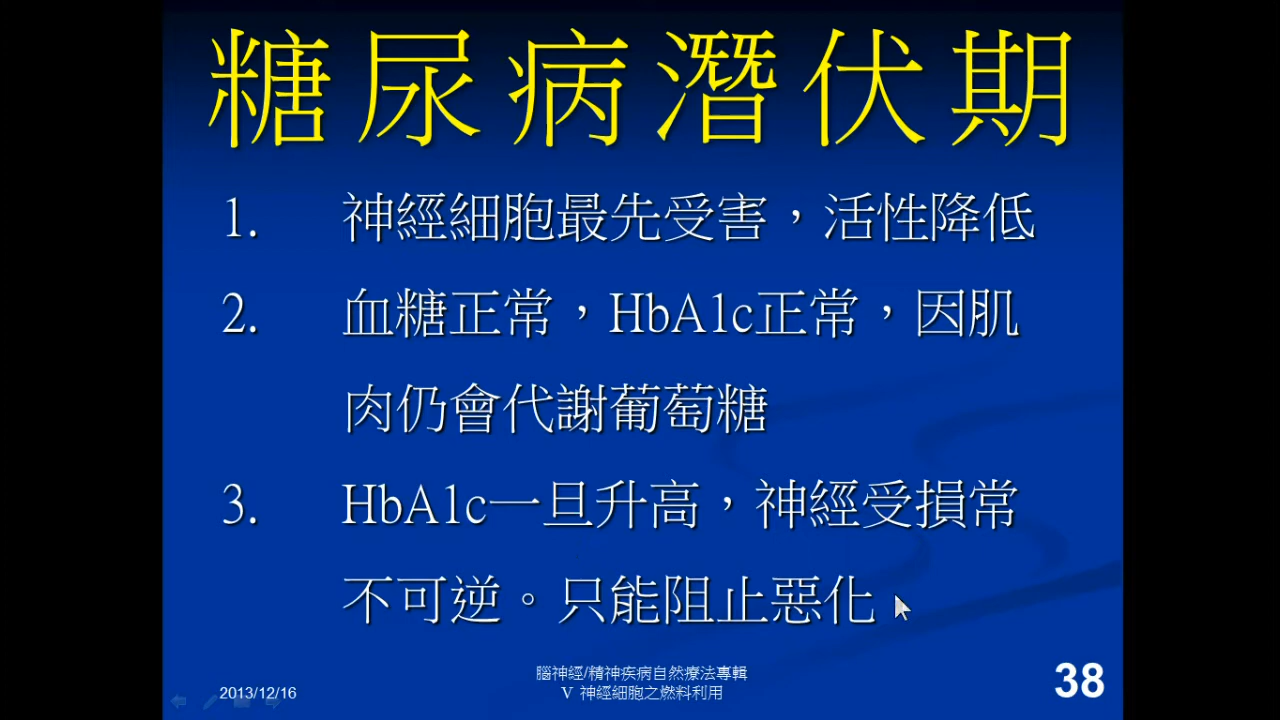 糖尿病潛伏期
1. 神經細胞最先受害，活性降低
2. 血糖正常，HbA1c正常，因肌
肉仍會代謝葡萄糖
3. HbA1c一旦升高，神經受損常
不可逆。只能阻止惡化
腦神經/精神疾病自然療法專輯
2013/12/16
V 神經細胞之燃料利用
38